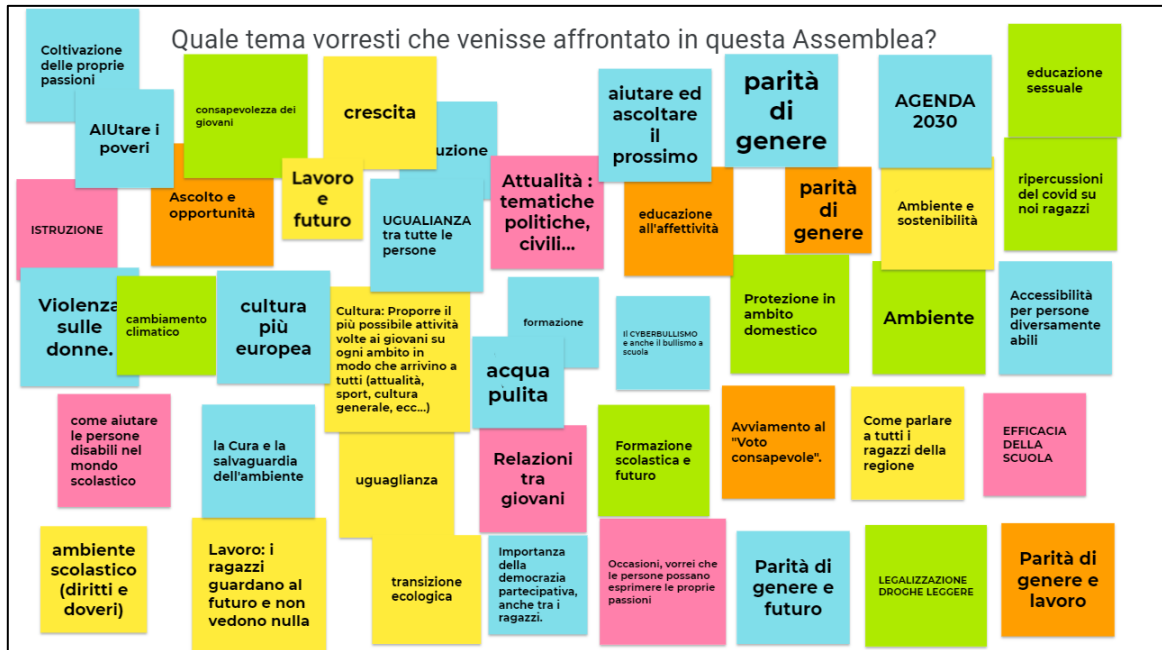 Quale tema vorresti che venisse affrontato in questa Assemblea?
Coltivazione
delle proprie
passioni
AIUtare i
poveri
consapevolezza dei
giovani
crescita
uzione
aiutare ed
ascoltare
il
prossimo
parità
di
genere
AGENDA
2030
educazione
sessuale
ISTRUZIONE
Ascolto e
opportunità
Lavoro
e
futuro
UGUALIANZA
tra tutte le
persone
Attualità :
tematiche
politiche,
civili...
educazione
all'affettività
parità
di
genere
Ambiente e
sostenibilità
ripercussioni
del covid su
noi ragazzi
Violenza
sulle
donne.
cambiamento
climatico
cultura
più
europea
Cultura: Proporre il
più possibile attività
volte ai giovani su
ogni ambito in
modo che arrivino a
tutti (attualità,
sport, cultura
generale, ecc...)
formazione
acqua
pulita
Il CYBERBULLISMO
e anche il bullismo a
scuola
Protezione in
ambito
domestico
Ambiente
Accessibilità
per persone
diversamente
abili
come aiutare
le persone
disabili nel
mondo
scolastico
la Cura e la
salvaguardia
dell'ambiente
uguaglianza
Relazioni
tra
giovani
Formazione
scolastica e
futuro
Avviamento al
"Voto
consapevole".
Come parlare
a tutti i
ragazzi della
regione
EFFICACIA
DELLA
SCUOLA
ambiente
scolastico
(diritti e
doveri)
Lavoro: i
ragazzi
guardano al
futuro e non
vedono nulla
transizione
ecologica
Importanza
della
democrazia
partecipativa,
anche tra i
ragazzi.
Occasioni, vorrei che
le persone possano
esprimere le proprie
passioni
Parità di
genere e
futuro
LEGALIZZAZIONE
DROGHE LEGGERE
Parità di
genere e
lavoro